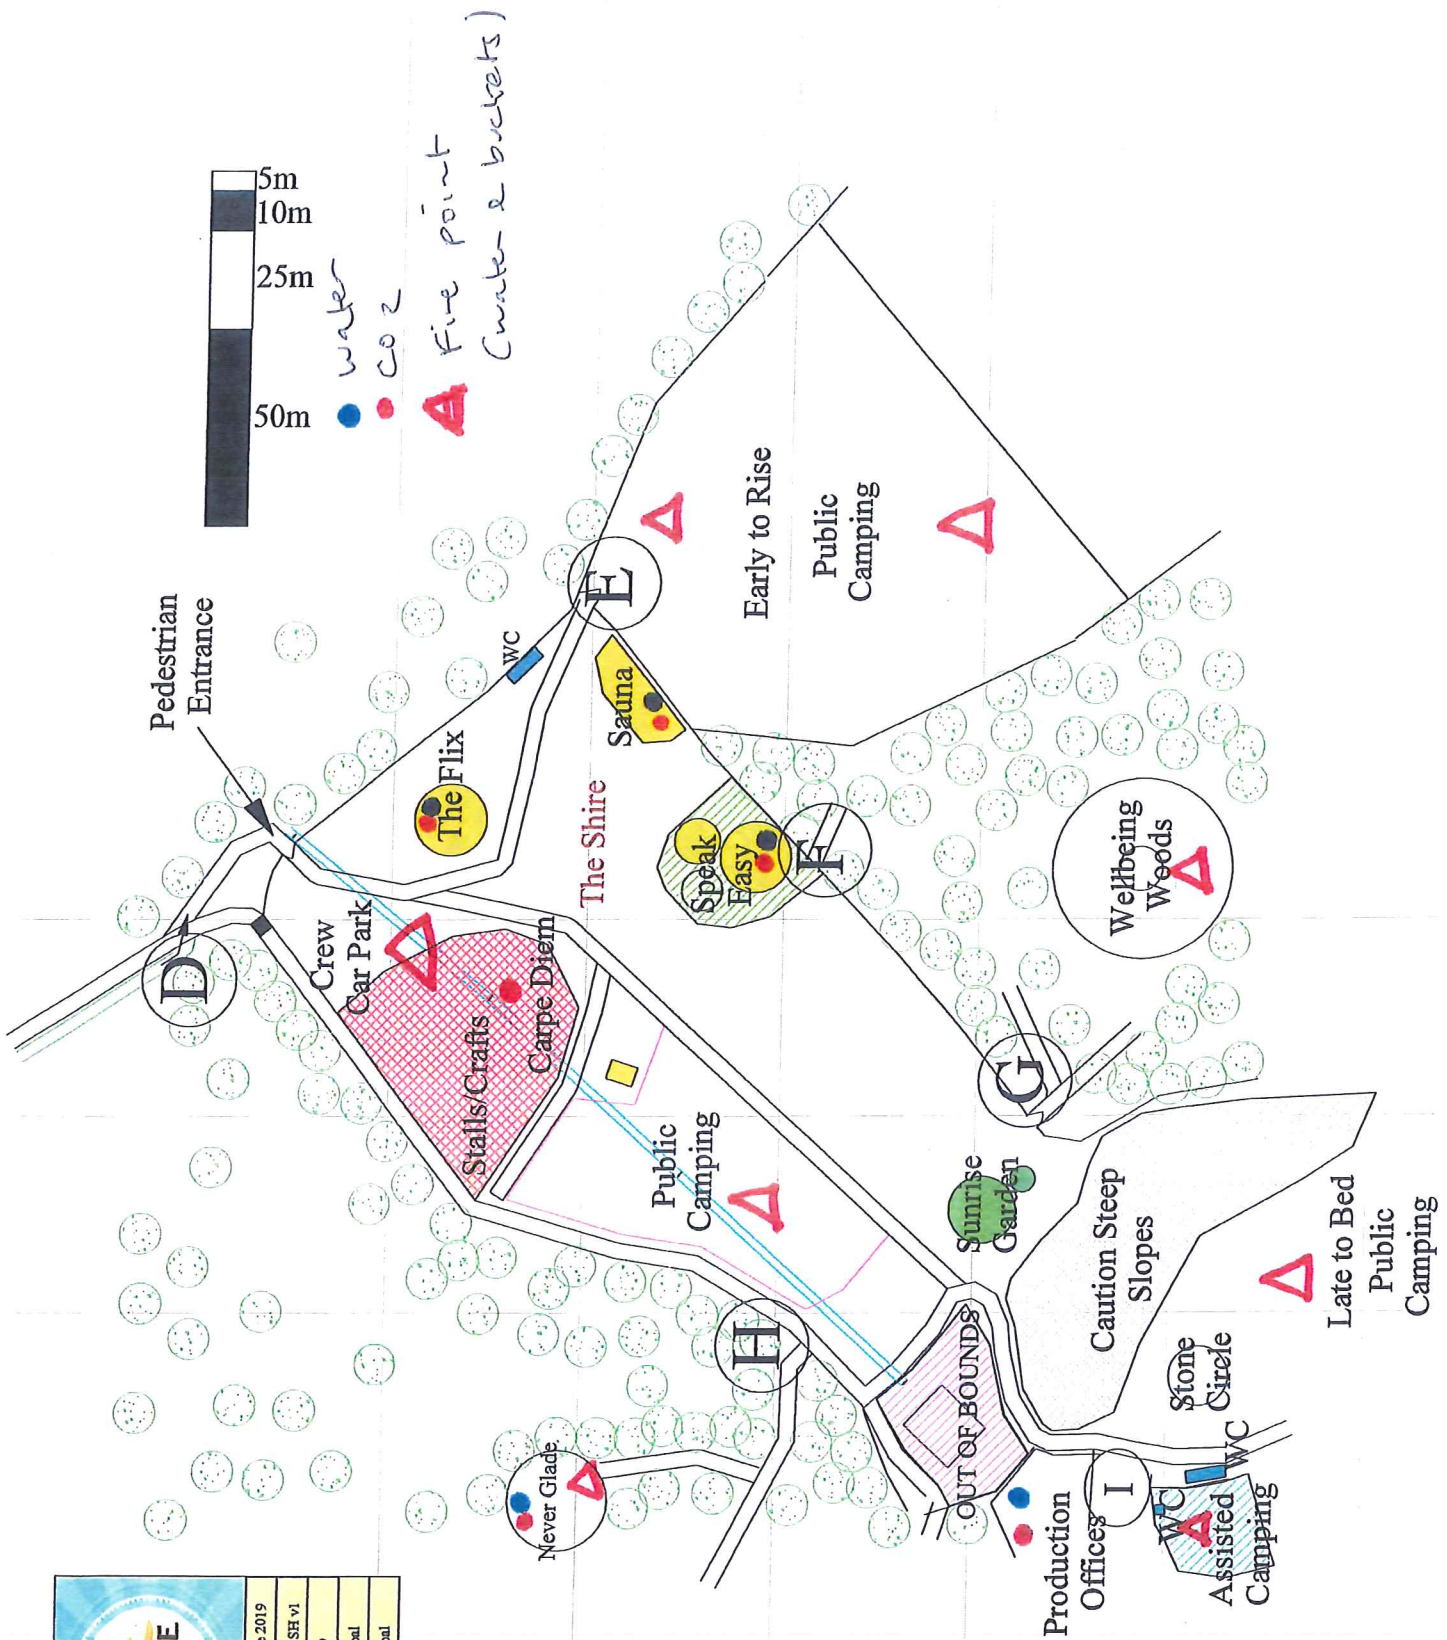 5m
10m
25m
50m
water
CO2
Fire point
(water & buckets)
Pedestrian
Entrance
D
Crew
Car Park
The Flix
WC
E
Sauna
The Shire
Early to Rise
Public
Camping
Speak
Easy
F
Stalls/Crafts
Carpe Diem
Wellbeing
Woods
Public
Camping
G
Sunrise
Garden
Caution Steep
Slopes
H
Never Glade
OUT OF BOUNDS
Late to Bed
Public
Camping
Stone
Circle
Production
Offices
I
WC
WC
Assisted
Camping
2019
SH v1